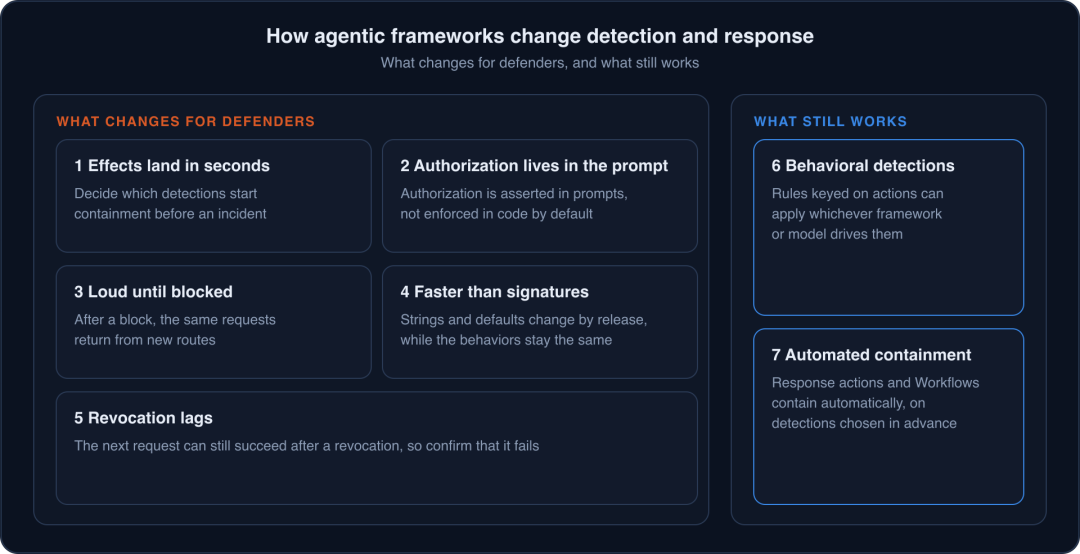 How agentic frameworks change detection and response
What changes for defenders, and what still works
WHAT CHANGES FOR DEFENDERS
1 Effects land in seconds
Decide which detections start
containment before an incident
2 Authorization lives in the prompt
Authorization is asserted in prompts,
not enforced in code by default
3 Loud until blocked
After a block, the same requests
return from new routes
4 Faster than signatures
Strings and defaults change by release,
while the behaviors stay the same
5 Revocation lags
The next request can still succeed after a revocation, so confirm that it fails
WHAT STILL WORKS
6 Behavioral detections
Rules keyed on actions can
apply whichever framework
or model drives them
7 Automated containment
Response actions and Workflows
contain automatically, on
detections chosen in advance